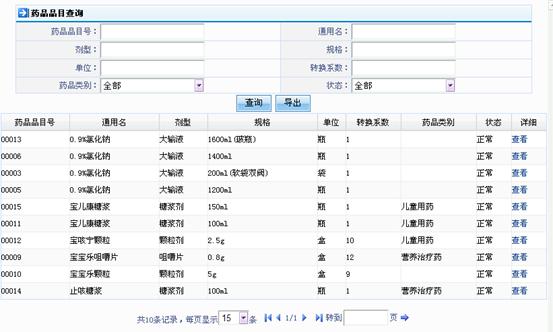 药品品目查询
药品品目号： 通用名：
剂型： 规格：
单位： 转换系数：
药品类别： 全部 状态： 全部
查询 导出
药品品目号 通用名 剂型 规格 单位 转换系数 药品类别 状态 详细
00013 0.9%氯化钠 大输液 1600ml(玻瓶) 瓶 1 正常 查看
00006 0.9%氯化钠 大输液 1400ml 瓶 1 正常 查看
00003 0.9%氯化钠 大输液 200ml(软袋双阀) 袋 1 正常 查看
00005 0.9%氯化钠 大输液 1200ml 瓶 1 正常 查看
00015 宝儿康糖浆 糖浆剂 150ml 瓶 1 儿童用药 正常 查看
00011 宝儿康糖浆 糖浆剂 100ml 瓶 1 儿童用药 正常 查看
00012 宝咳宁颗粒 颗粒剂 2.5g 盒 10 儿童用药 正常 查看
00009 宝宝乐咀嚼片 咀嚼片 0.8g 盒 12 营养治疗药 正常 查看
00010 宝宝乐颗粒 颗粒剂 5g 盒 9 正常 查看
00014 止咳糖浆 糖浆剂 100ml 瓶 1 营养治疗药 正常 查看
共10条记录，每页显示 15 条 1/1 转到 页